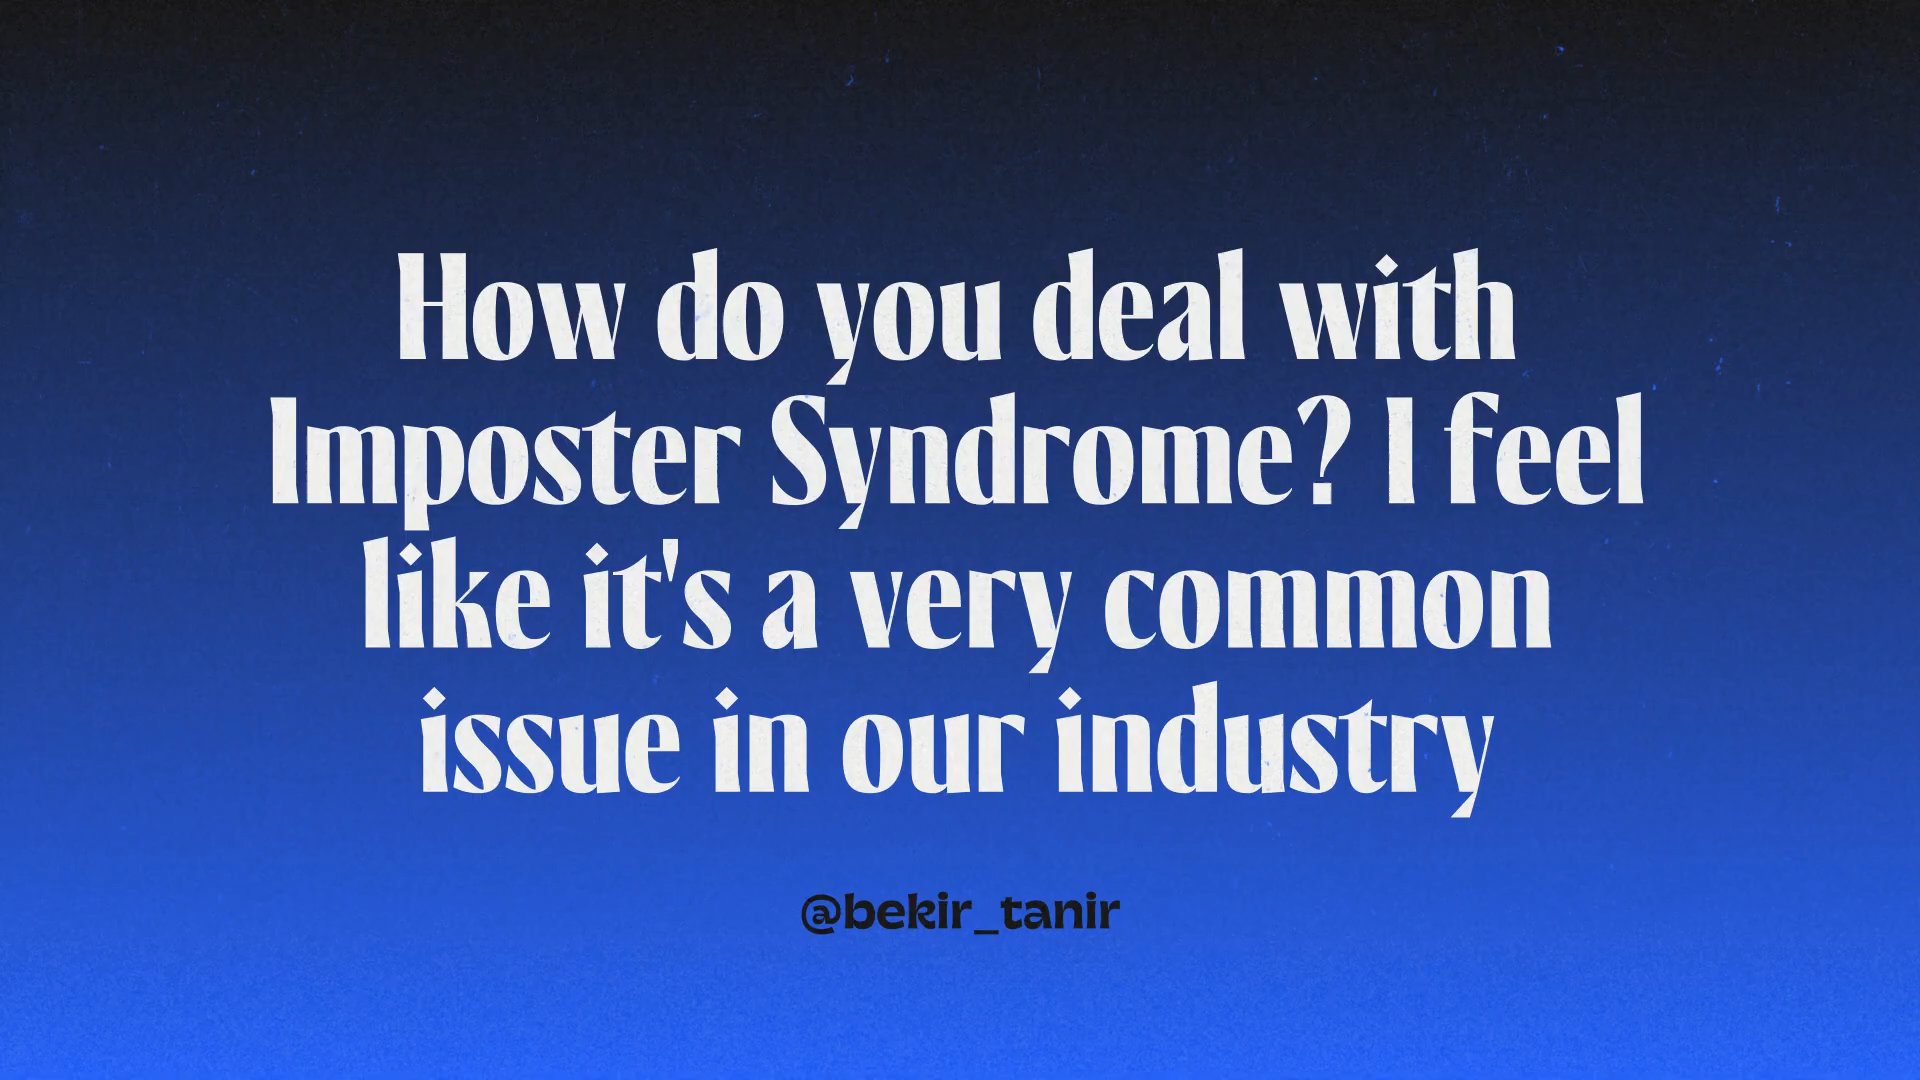 How do you deal with
Imposter Syndrome? I feel
like it's a very common
issue in our industry
@bekir_tanir